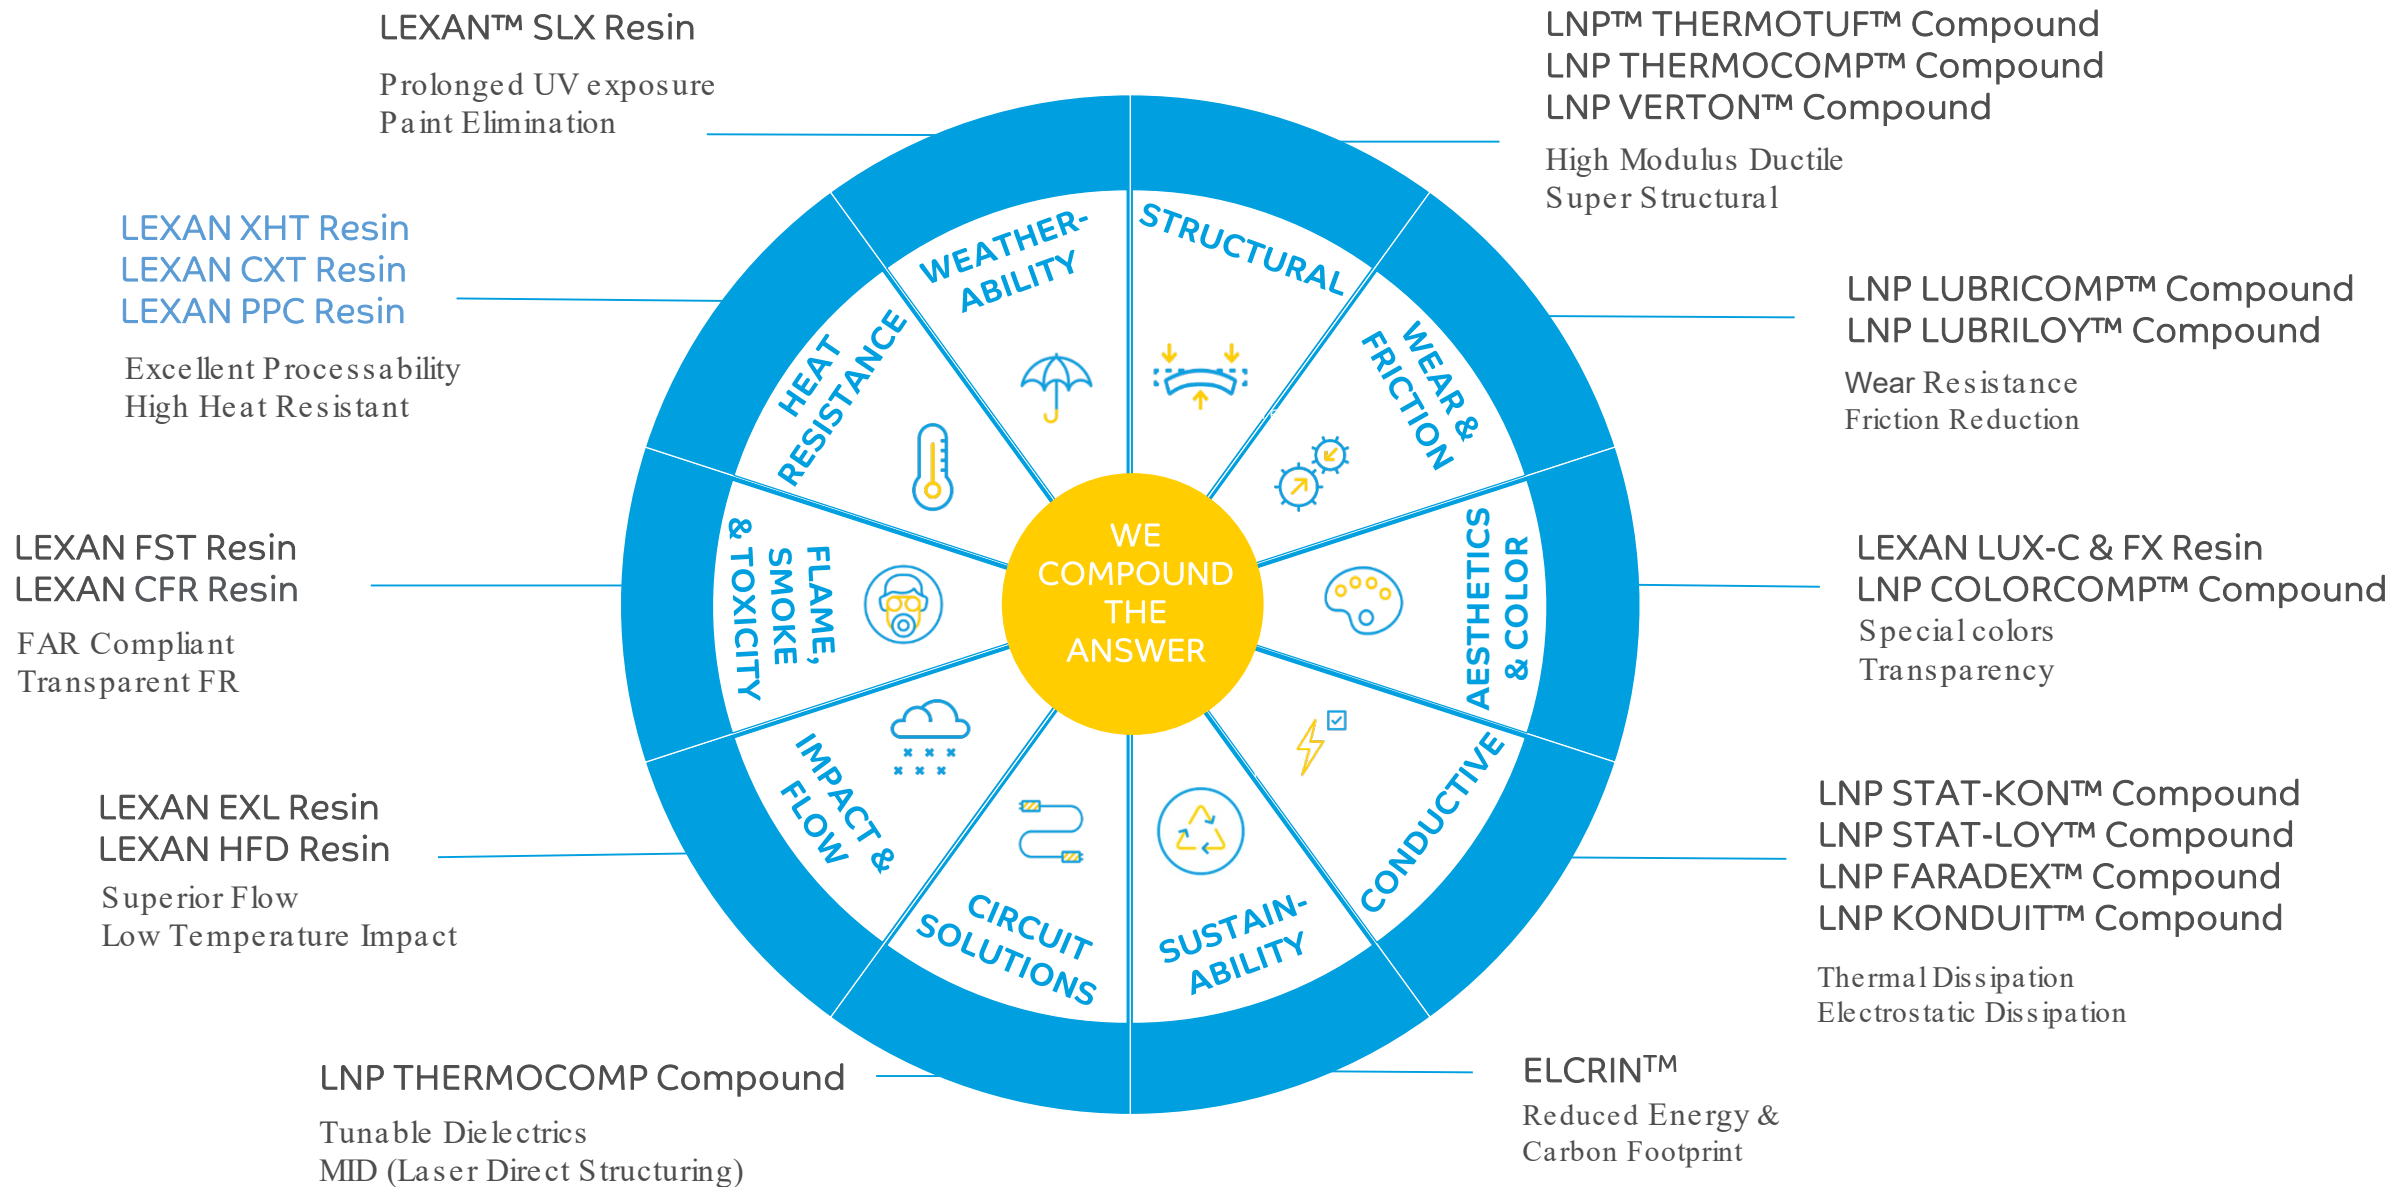 LEXAN™ SLX Resin
Prolonged UV exposure
Paint Elimination
LNP™ THERMOTUF™ Compound
LNP THERMOCOMP™ Compound
LNP VERTON™ Compound
High Modulus Ductile
Super Structural
LEXAN XHT Resin
LEXAN CXT Resin
LEXAN PPC Resin
Excellent Processability
High Heat Resistant
LNP LUBRICOMP™ Compound
LNP LUBRILOY™ Compound
Wear Resistance
Friction Reduction
LEXAN FST Resin
LEXAN CFR Resin
FAR Compliant
Transparent FR
LEXAN LUX-C & FX Resin
LNP COLORCOMP™ Compound
Special colors
Transparency
LEXAN EXL Resin
LEXAN HFD Resin
Superior Flow
Low Temperature Impact
LNP STAT-KON™ Compound
LNP STAT-LOY™ Compound
LNP FARADEX™ Compound
LNP KONDUIT™ Compound
Thermal Dissipation
Electrostatic Dissipation
LNP THERMOCOMP Compound
Tunable Dielectrics
MID (Laser Direct Structuring)
ELCRIN™
Reduced Energy &
Carbon Footprint
WEATHER-
ABILITY
STRUCTURAL
WEAR &
FRICTION
AESTHETICS
& COLOR
CONDUCTIVE
SUSTAIN-
ABILITY
CIRCUIT
SOLUTIONS
IMPACT &
FLOW
FLAME,
SMOKE
& TOXICITY
HEAT
RESISTANCE
WE
COMPOUND
THE
ANSWER